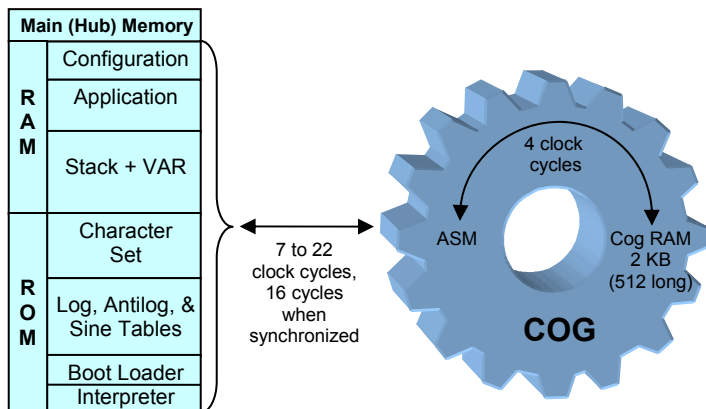 Main (Hub) Memory
R
A
M
Configuration
Application
Stack + VAR
R
O
M
Character
Set
Log, Antilog, &
Sine Tables
Boot Loader
Interpreter
7 to 22
clock cycles,
16 cycles
when
synchronized
4 clock
cycles
ASM
Cog RAM
2 KB
(512 long)
COG